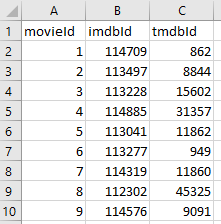 A B C
1 movieId imdbId tmdbId
2 1 114709 862
3 2 113497 8844
4 3 113228 15602
5 4 114885 31357
6 5 113041 11862
7 6 113277 949
8 7 114319 11860
9 8 112302 45325
10 9 114576 9091